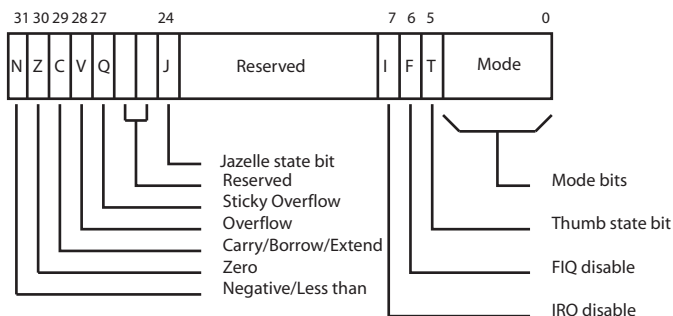 31 30 29 28 27 24 7 6 5 0
N Z C V Q J Reserved I F T Mode
Jazelle state bit
Reserved Mode bits
Sticky Overflow
Overflow Thumb state bit
Carry/Borrow/Extend
Zero FIQ disable
Negative/Less than
IRQ disable